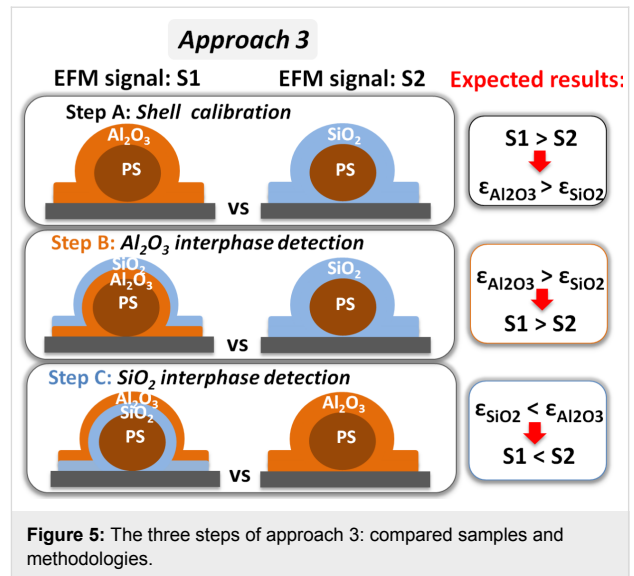 Approach 3
EFM signal: S1 EFM signal: S2 Expected results:
Step A: Shell calibration
Al2O3 SiO2
PS PS
vs
S1 > S2
εAl2O3 > εSiO2
Step B: Al2O3 interphase detection
SiO2 SiO2
Al2O3
PS PS
vs
εAl2O3 > εSiO2
S1 > S2
Step C: SiO2 interphase detection
Al2O3 Al2O3
SiO2
PS PS
vs
εSiO2 < εAl2O3
S1 < S2
Figure 5: The three steps of approach 3: compared samples and
methodologies.